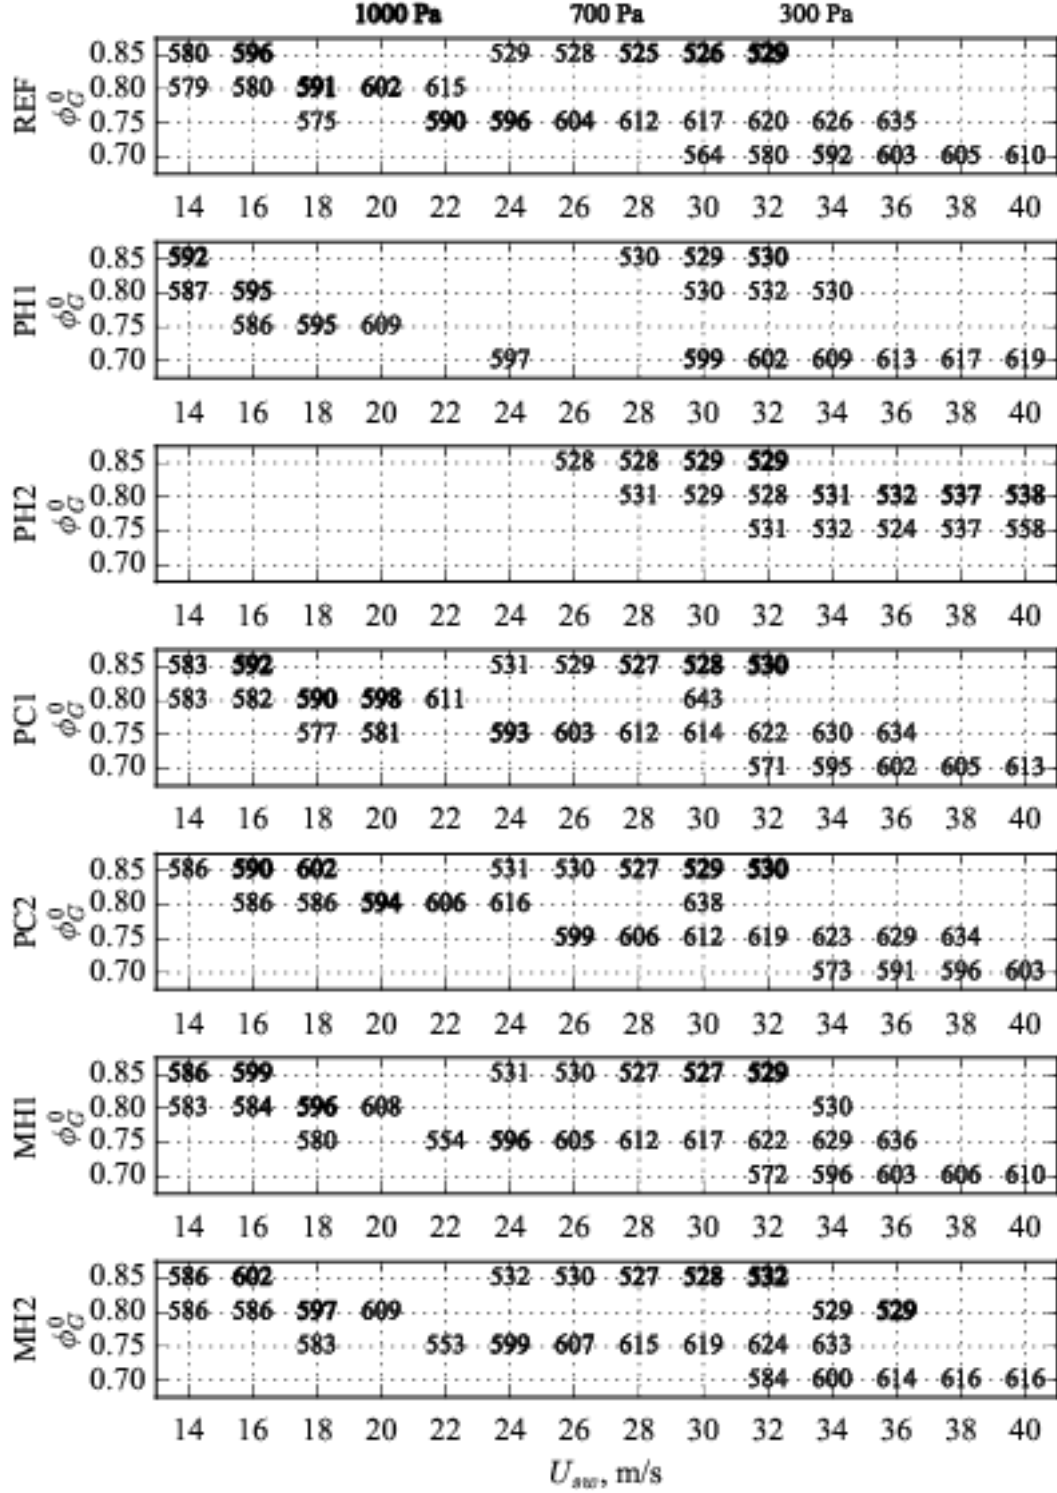 1000 Pa 700 Pa 300 Pa
REF
ϕ_G^0
0.85 580 596 529 528 525 526 529
0.80 579 580 591 602 615
0.75 575 590 596 604 612 617 620 626 635
0.70 564 580 592 603 605 610
14 16 18 20 22 24 26 28 30 32 34 36 38 40
PH1
ϕ_G^0
0.85 592 530 529 530
0.80 587 595 530 532 530
0.75 586 595 609
0.70 597 599 602 609 613 617 619
14 16 18 20 22 24 26 28 30 32 34 36 38 40
PH2
ϕ_G^0
0.85 528 528 529 529
0.80 531 529 528 531 532 537 538
0.75 531 532 524 537 558
0.70
14 16 18 20 22 24 26 28 30 32 34 36 38 40
PC1
ϕ_G^0
0.85 583 592 531 529 527 528 530
0.80 583 582 590 598 611 643
0.75 577 581 593 603 612 614 622 630 634
0.70 571 595 602 605 613
14 16 18 20 22 24 26 28 30 32 34 36 38 40
PC2
ϕ_G^0
0.85 586 590 602 531 530 527 529 530
0.80 586 586 594 606 616 638
0.75 599 606 612 619 623 629 634
0.70 573 591 596 603
14 16 18 20 22 24 26 28 30 32 34 36 38 40
MH1
ϕ_G^0
0.85 586 599 531 530 527 527 529
0.80 583 584 596 608 530
0.75 580 554 596 605 612 617 622 629 636
0.70 572 596 603 606 610
14 16 18 20 22 24 26 28 30 32 34 36 38 40
MH2
ϕ_G^0
0.85 586 602 532 530 527 528 532
0.80 586 586 597 609 529 529
0.75 583 553 599 607 615 619 624 633
0.70 584 600 614 616 616
14 16 18 20 22 24 26 28 30 32 34 36 38 40
U_sw, m/s